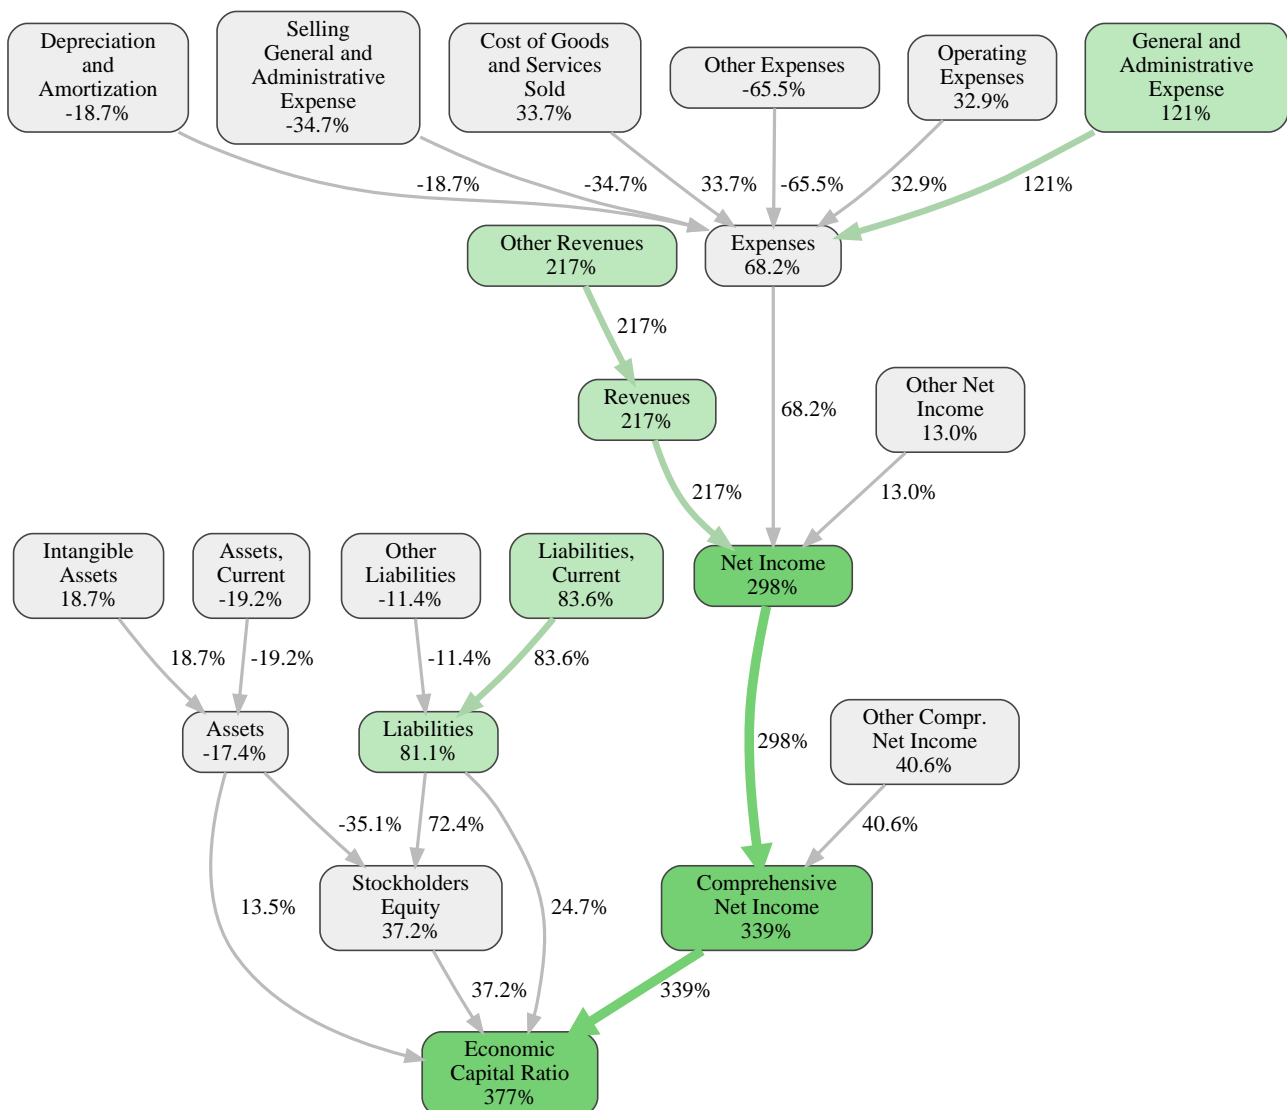 Depreciation
and
Amortization
-18.7%
Selling
General and
Administrative
Expense
-34.7%
Cost of Goods
and Services
Sold
33.7%
Other Expenses
-65.5%
Operating
Expenses
32.9%
General and
Administrative
Expense
121%
-18.7%
-34.7%
33.7%
-65.5%
32.9%
121%
Other Revenues
217%
Expenses
68.2%
217%
Revenues
217%
68.2%
Other Net
Income
13.0%
217%
13.0%
Intangible
Assets
18.7%
Assets,
Current
-19.2%
Other
Liabilities
-11.4%
Liabilities,
Current
83.6%
Net Income
298%
18.7%
-19.2%
-11.4%
83.6%
Assets
-17.4%
Liabilities
81.1%
298%
Other Compr.
Net Income
40.6%
-35.1%
72.4%
40.6%
13.5%
Stockholders
Equity
37.2%
24.7%
Comprehensive
Net Income
339%
37.2%
339%
Economic
Capital Ratio
377%